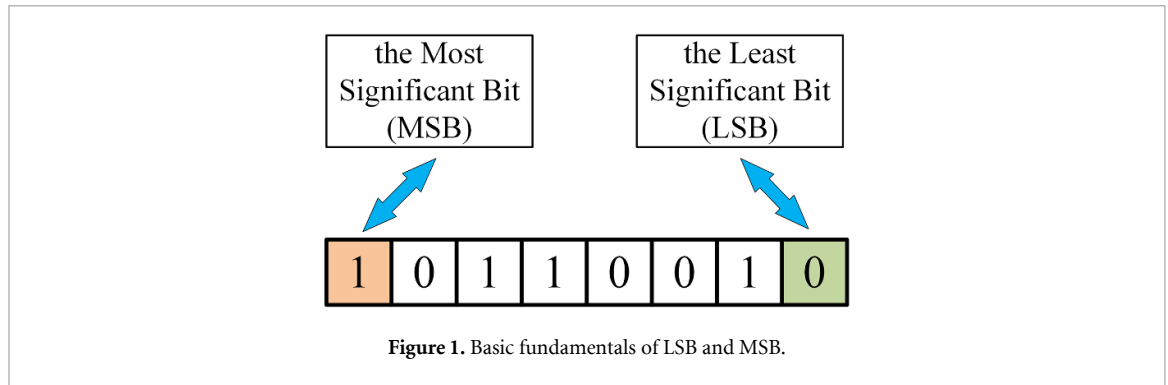 the Most
Significant Bit
(MSB)
the Least
Significant Bit
(LSB)
1 0 1 1 0 0 1 0
Figure 1. Basic fundamentals of LSB and MSB.